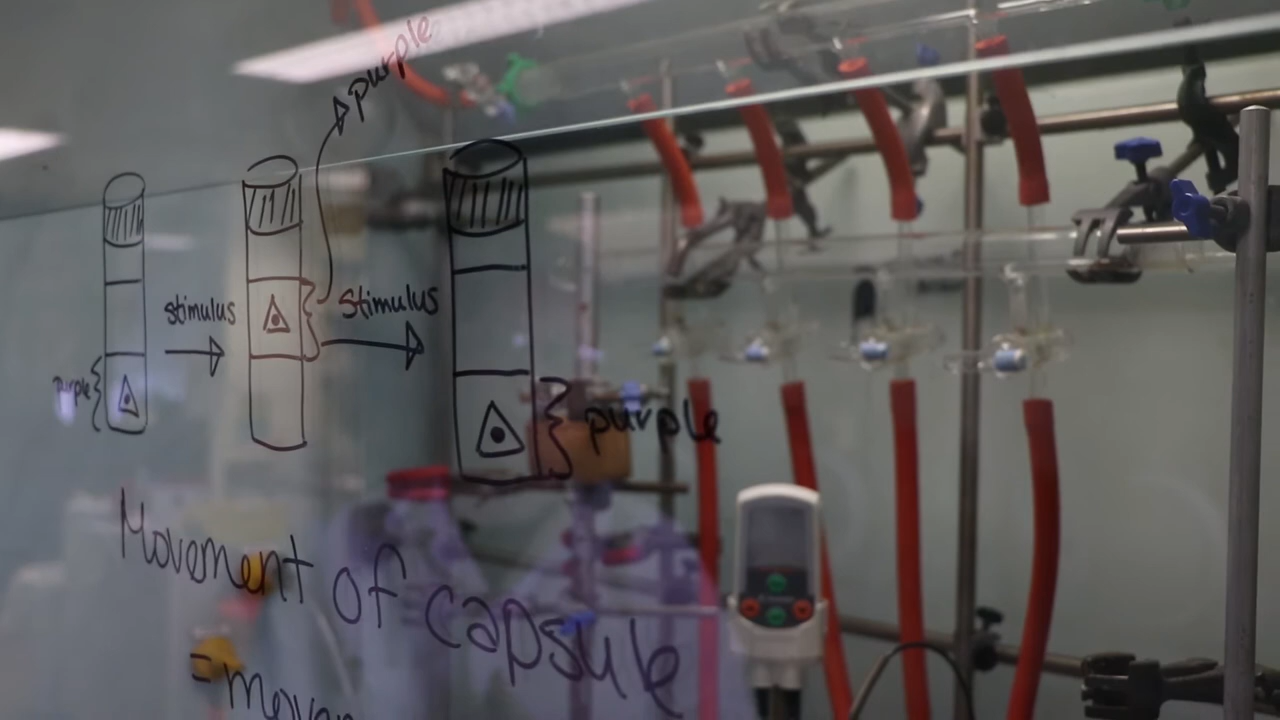 purple
stimulus
stimulus
purple
purple
Movement of capsule